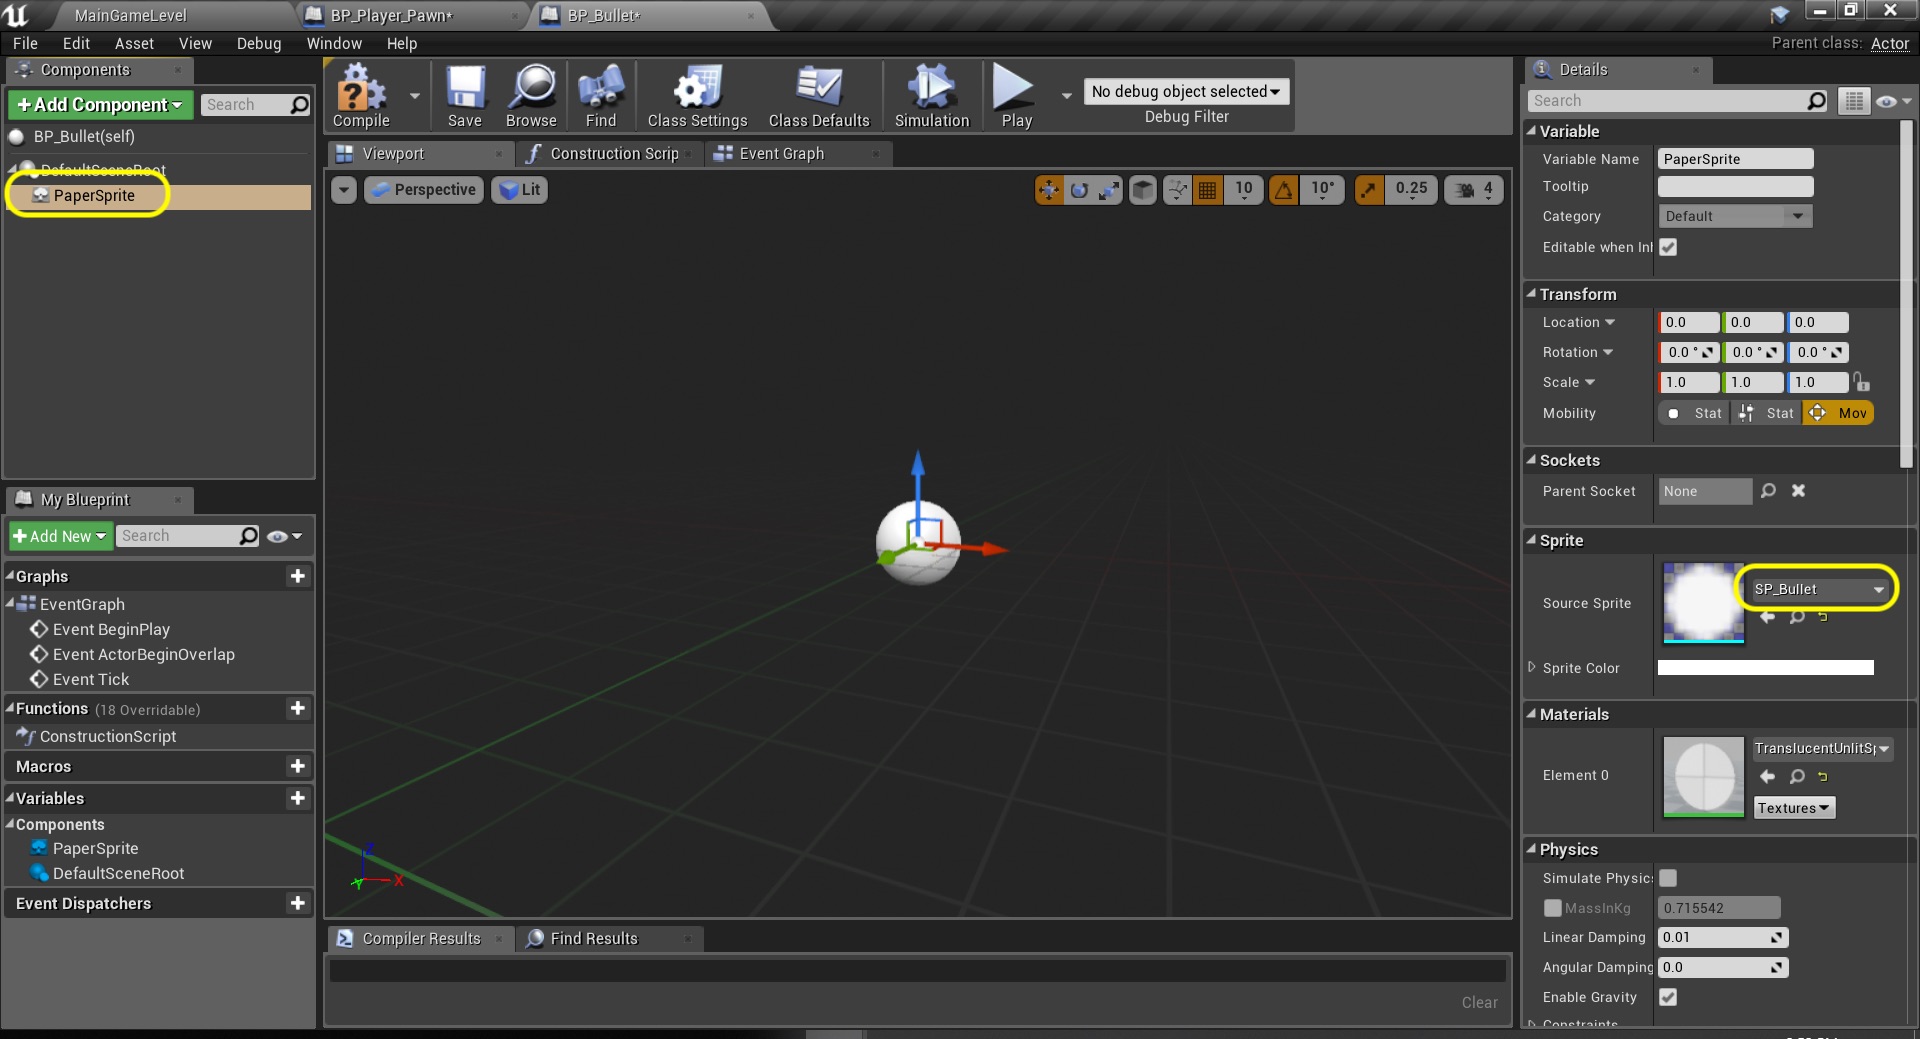 MainGameLevel
BP_Player_Pawn*
BP_Bullet*
File Edit Asset View Debug Window Help
Parent class: Actor
Components
+Add Component
Search
BP_Bullet(self)
DefaultSceneRoot
PaperSprite
Compile
Save
Browse
Find
Class Settings
Class Defaults
Simulation
Play
No debug object selected
Debug Filter
Viewport
Construction Scrip
Event Graph
Perspective
Lit
10
10°
0.25
4
Z
Y
X
My Blueprint
+Add New
Search
Graphs
EventGraph
Event BeginPlay
Event ActorBeginOverlap
Event Tick
Functions (18 Overridable)
ConstructionScript
Macros
Variables
Components
PaperSprite
DefaultSceneRoot
Event Dispatchers
Compiler Results
Find Results
Clear
Details
Search
Variable
Variable Name PaperSprite
Tooltip
Category Default
Editable when Inh
Transform
Location 0.0 0.0 0.0
Rotation 0.0 ° 0.0 ° 0.0 °
Scale 1.0 1.0 1.0
Mobility Stat Stat Mov
Sockets
Parent Socket None
Sprite
Source Sprite SP_Bullet
Sprite Color
Materials
Element 0 TranslucentUnlitSp
Textures
Physics
Simulate Physics
MassInKg 0.715542
Linear Damping 0.01
Angular Damping 0.0
Enable Gravity
Constraints